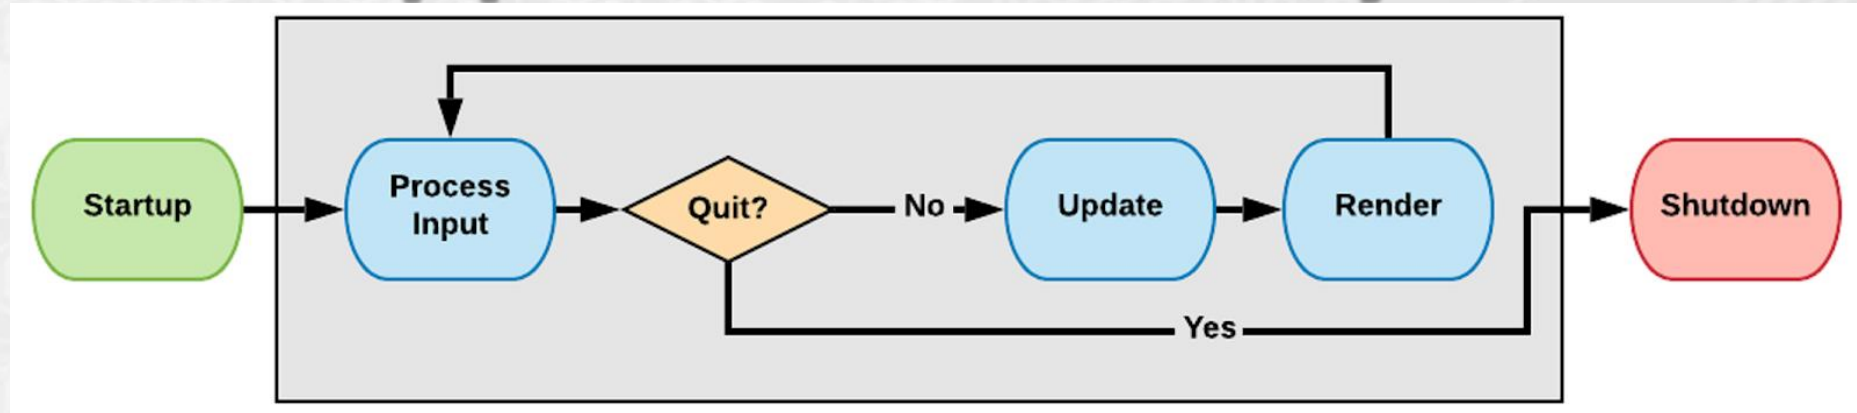 Startup
Process
Input
Quit?
No
Update
Render
Shutdown
Yes